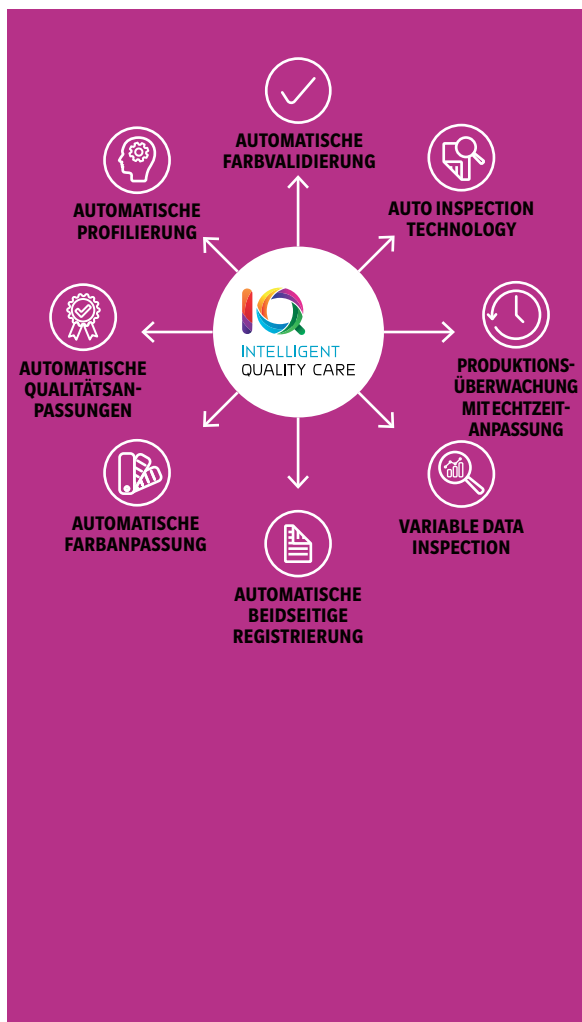 AUTOMATISCHE
FARBVALIDIERUNG
AUTO INSPECTION
TECHNOLOGY
PRODUKTIONS-
ÜBERWACHUNG
MIT ECHTZEIT-
ANPASSUNG
VARIABLE DATA
INSPECTION
AUTOMATISCHE
BEIDSEITIGE
REGISTRIERUNG
AUTOMATISCHE
FARBANPASSUNG
AUTOMATISCHE
QUALITÄTSAN-
PASSUNGEN
AUTOMATISCHE
PROFILIERUNG
IQ
INTELLIGENT
QUALITY CARE